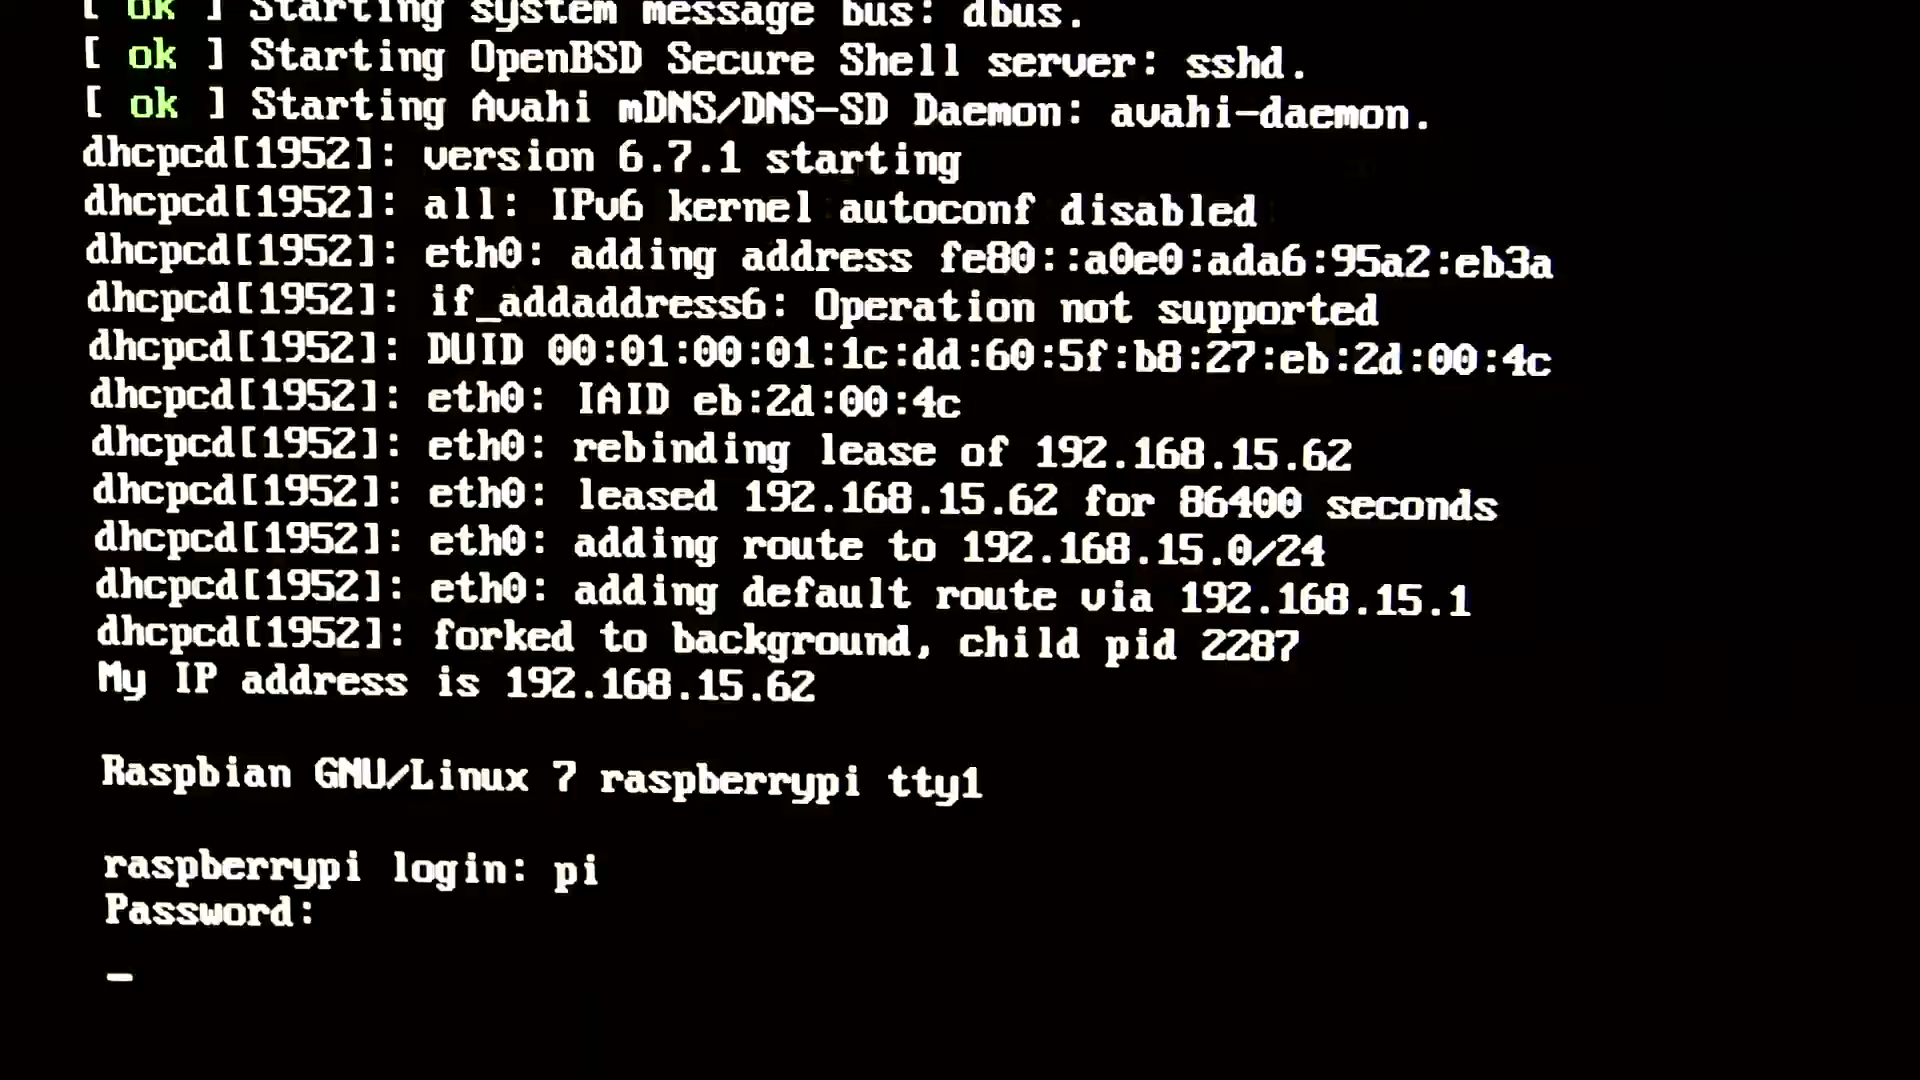 [ ok ] Starting system message bus: dbus.
[ ok ] Starting OpenBSD Secure Shell server: sshd.
[ ok ] Starting Avahi mDNS/DNS-SD Daemon: avahi-daemon.
dhcpcd[1952]: version 6.7.1 starting
dhcpcd[1952]: all: IPv6 kernel autoconf disabled
dhcpcd[1952]: eth0: adding address fe80::a0e0:ada6:95a2:eb3a
dhcpcd[1952]: if_addaddress6: Operation not supported
dhcpcd[1952]: DUID 00:01:00:01:1c:dd:60:5f:b8:27:eb:2d:00:4c
dhcpcd[1952]: eth0: IAID eb:2d:00:4c
dhcpcd[1952]: eth0: rebinding lease of 192.168.15.62
dhcpcd[1952]: eth0: leased 192.168.15.62 for 86400 seconds
dhcpcd[1952]: eth0: adding route to 192.168.15.0/24
dhcpcd[1952]: eth0: adding default route via 192.168.15.1
dhcpcd[1952]: forked to background, child pid 2287
My IP address is 192.168.15.62
Raspbian GNU/Linux 7 raspberrypi tty1
raspberrypi login: pi
Password:
_